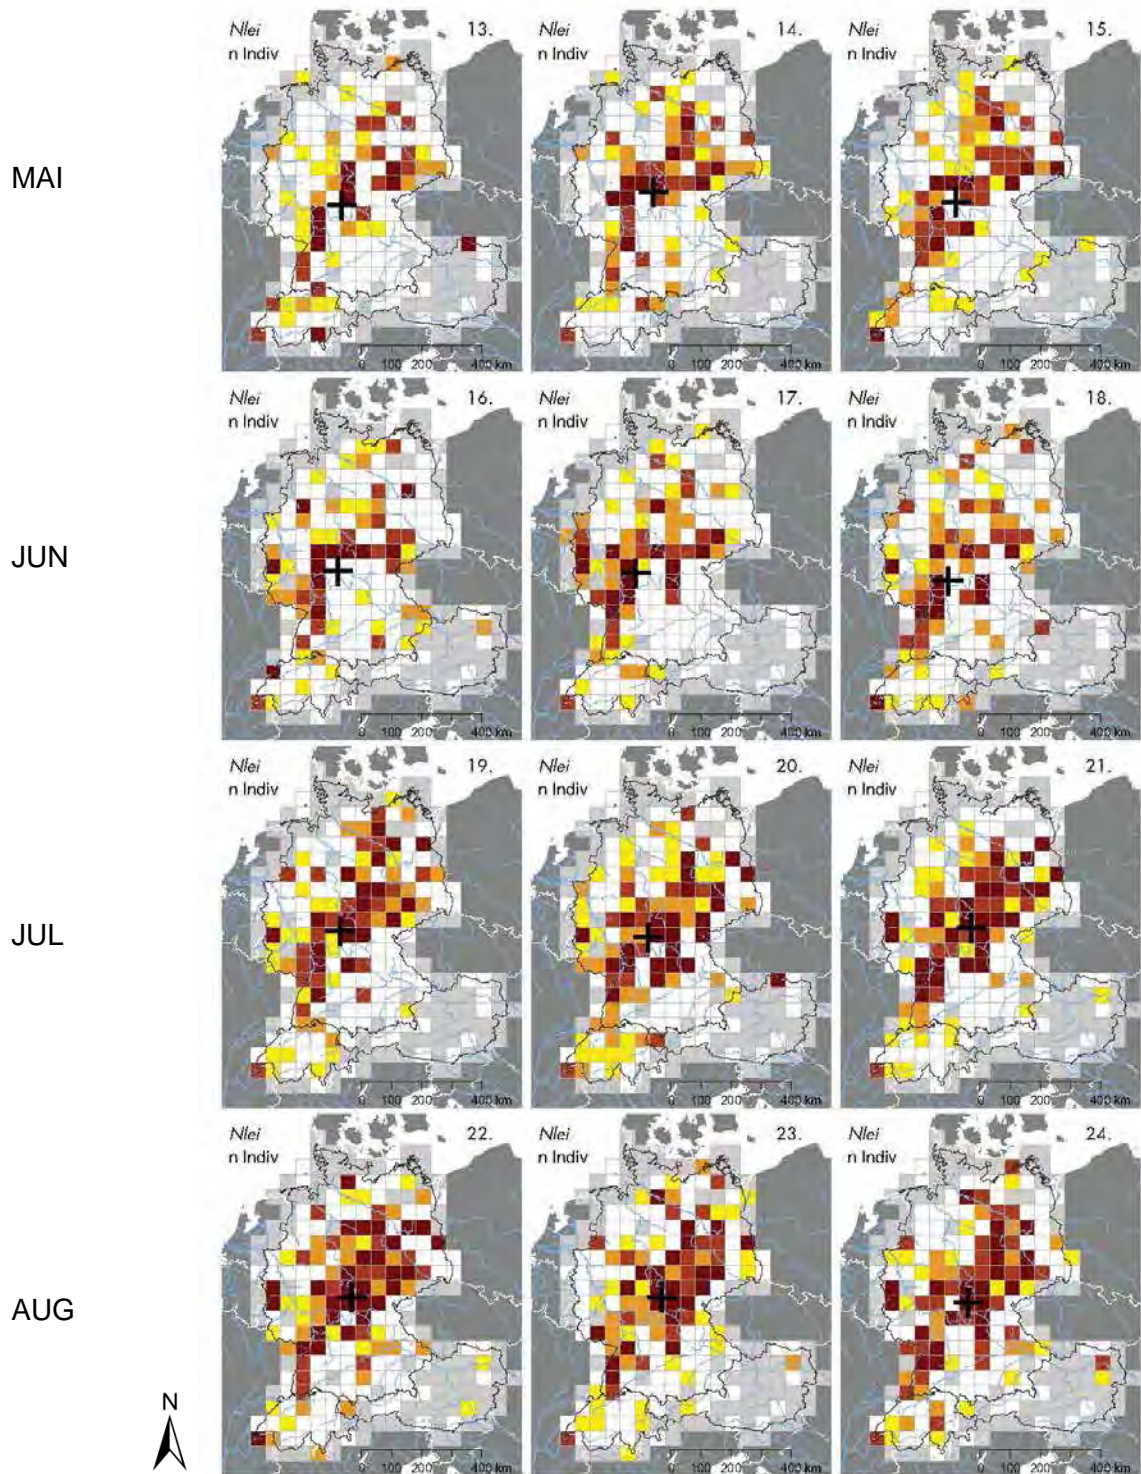 MAI
Nlei 13.
n Indiv
0 100 200 400 km
Nlei 14.
n Indiv
0 100 200 400 km
Nlei 15.
n Indiv
0 100 200 400 km
JUN
Nlei 16.
n Indiv
0 100 200 400 km
Nlei 17.
n Indiv
0 100 200 400 km
Nlei 18.
n Indiv
0 100 200 400 km
JUL
Nlei 19.
n Indiv
0 100 200 400 km
Nlei 20.
n Indiv
0 100 200 400 km
Nlei 21.
n Indiv
0 100 200 400 km
AUG
Nlei 22.
n Indiv
0 100 200 400 km
Nlei 23.
n Indiv
0 100 200 400 km
Nlei 24.
n Indiv
0 100 200 400 km
N